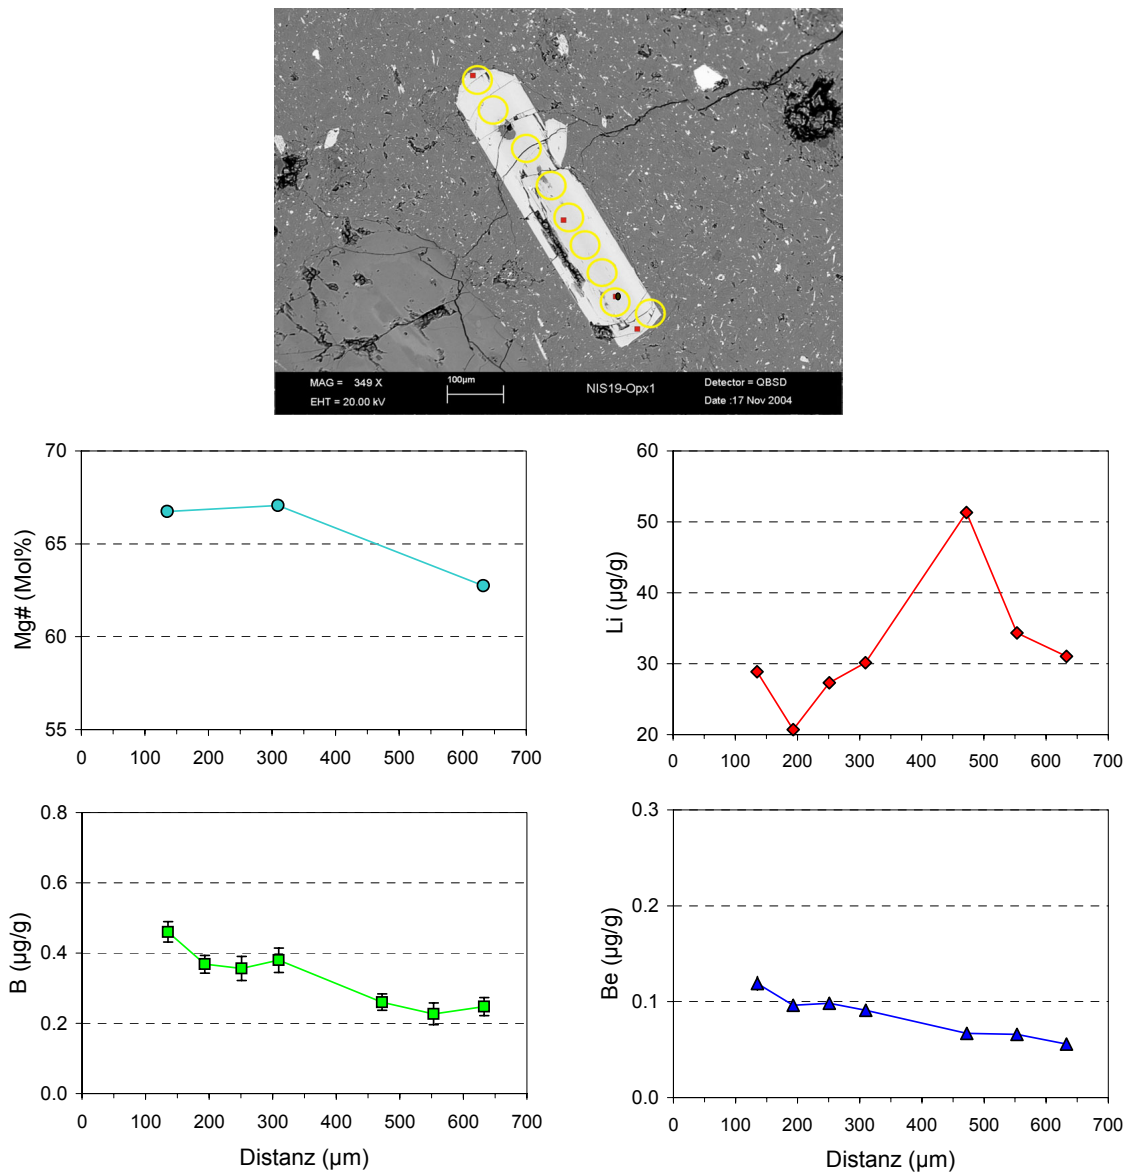 MAG = 349 X
EHT = 20.00 kV
100µm
NIS19-Opx1
Detector = QBSD
Date :17 Nov 2004
Mg# (Mol%)
70
65
60
55
0 100 200 300 400 500 600 700
Li (µg/g)
60
50
40
30
20
0 100 200 300 400 500 600 700
B (µg/g)
0.8
0.6
0.4
0.2
0.0
0 100 200 300 400 500 600 700
Distanz (µm)
Be (µg/g)
0.3
0.2
0.1
0.0
0 100 200 300 400 500 600 700
Distanz (µm)